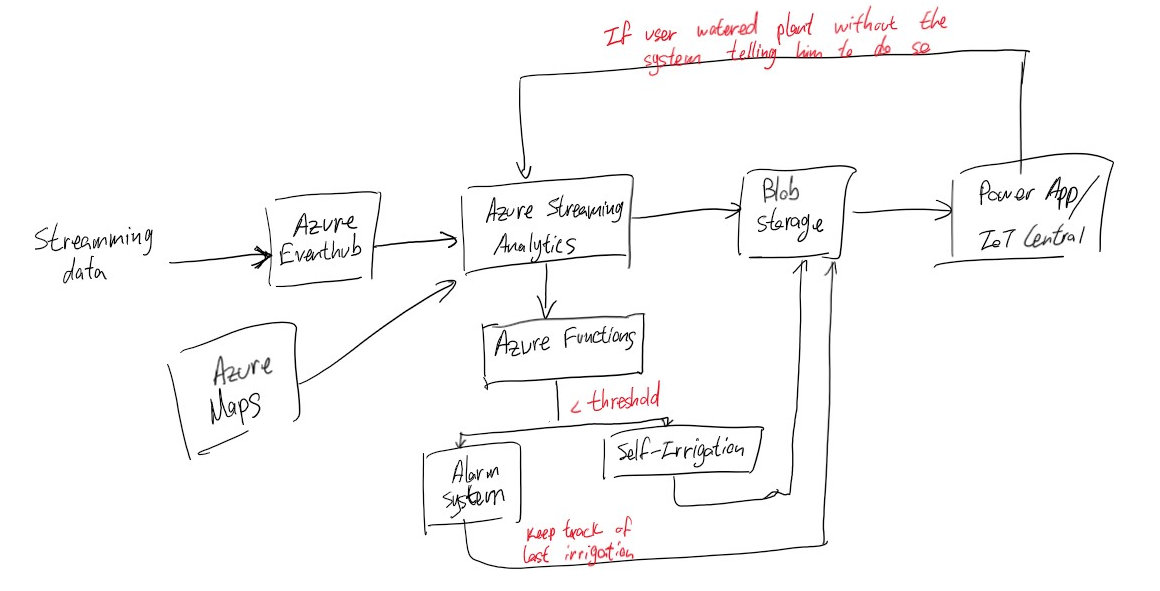 If user watered plant without the
system telling him to do so
Streamming
data
Azure
Eventhub
Azure Streaming
Analytics
Blob
storage
Power App/
IoT Central
Azure
Maps
Azure Functions
< threshold
Self-Irrigation
Alarm
system
Keep track of
last irrigation